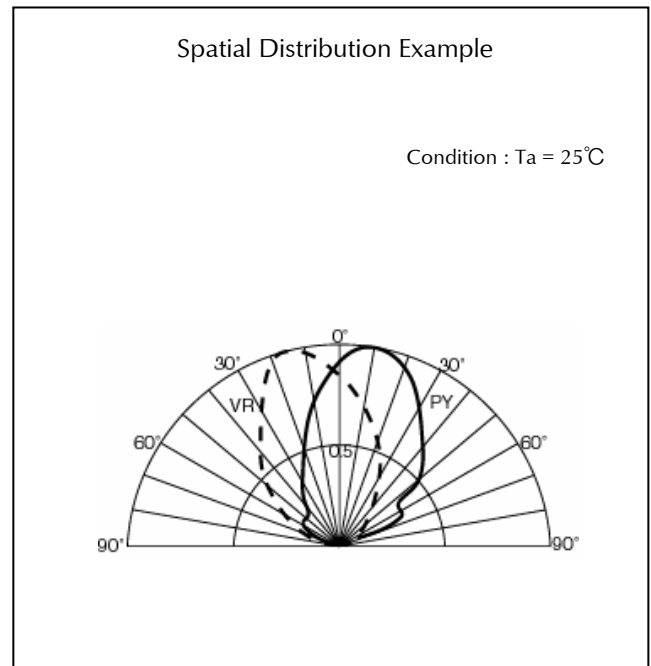 Spatial Distribution Example
Condition : Ta = 25℃
0°
30° 30°
VR PY
60° 0.5 60°
90° 90°